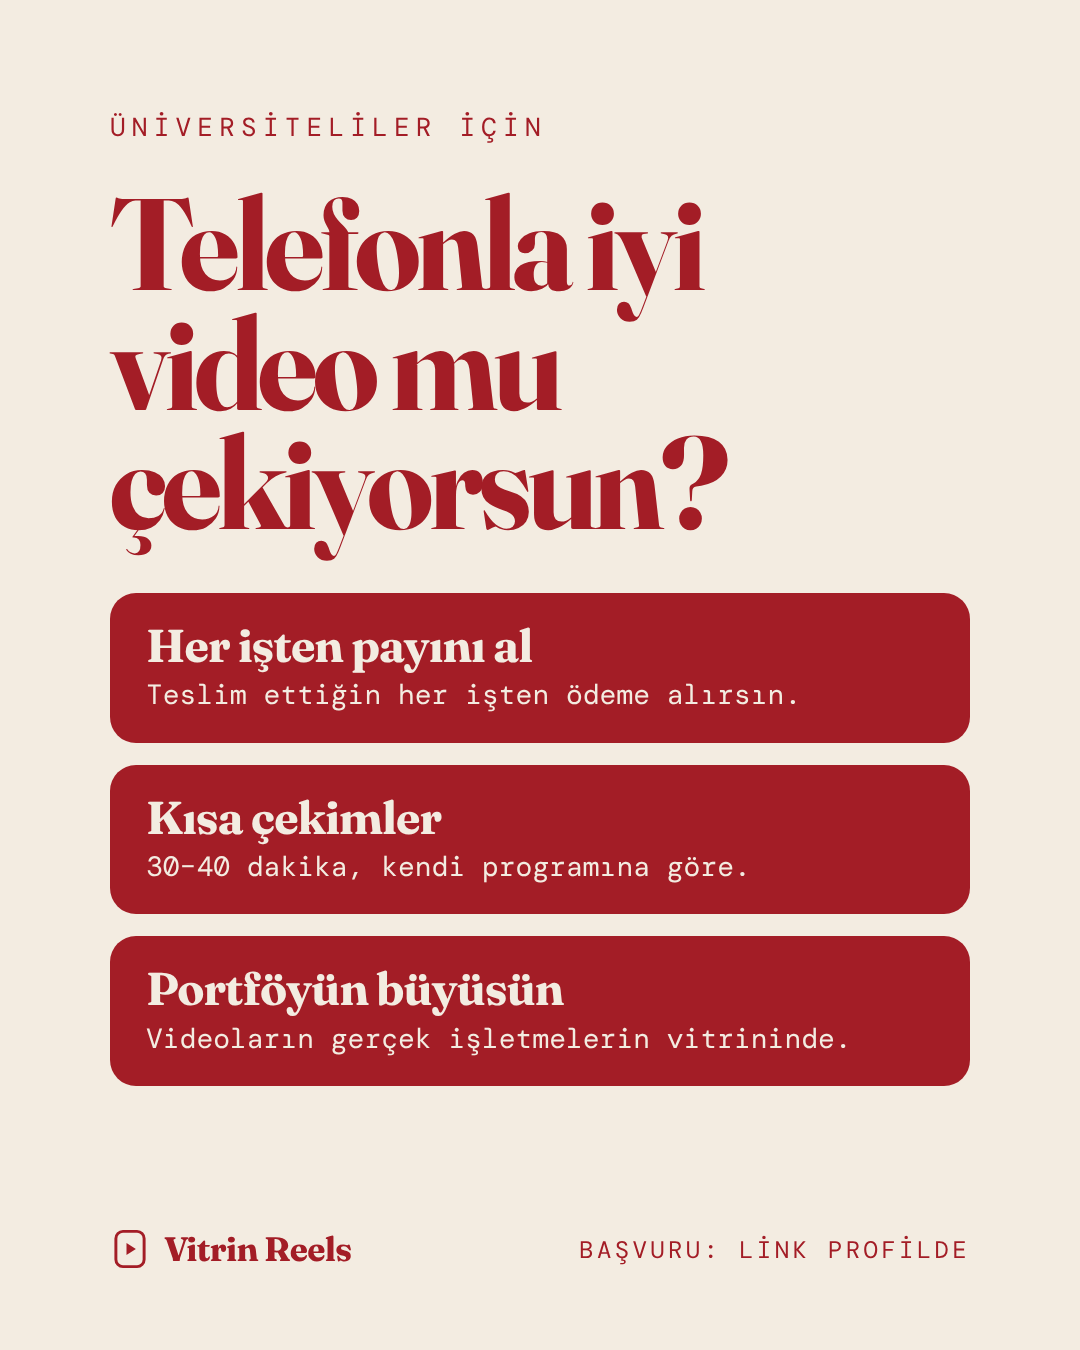 ÜNİVERSİTELİLER İÇİN
Telefonla iyi
video mu
çekiyorsun?
Her işten payını al
Teslim ettiğin her işten ödeme alırsın.
Kısa çekimler
30–40 dakika, kendi programına göre.
Portföyün büyüsün
Videoların gerçek işletmelerin vitrininde.
Vitrin Reels
BAŞVURU: LİNK PROFİLDE